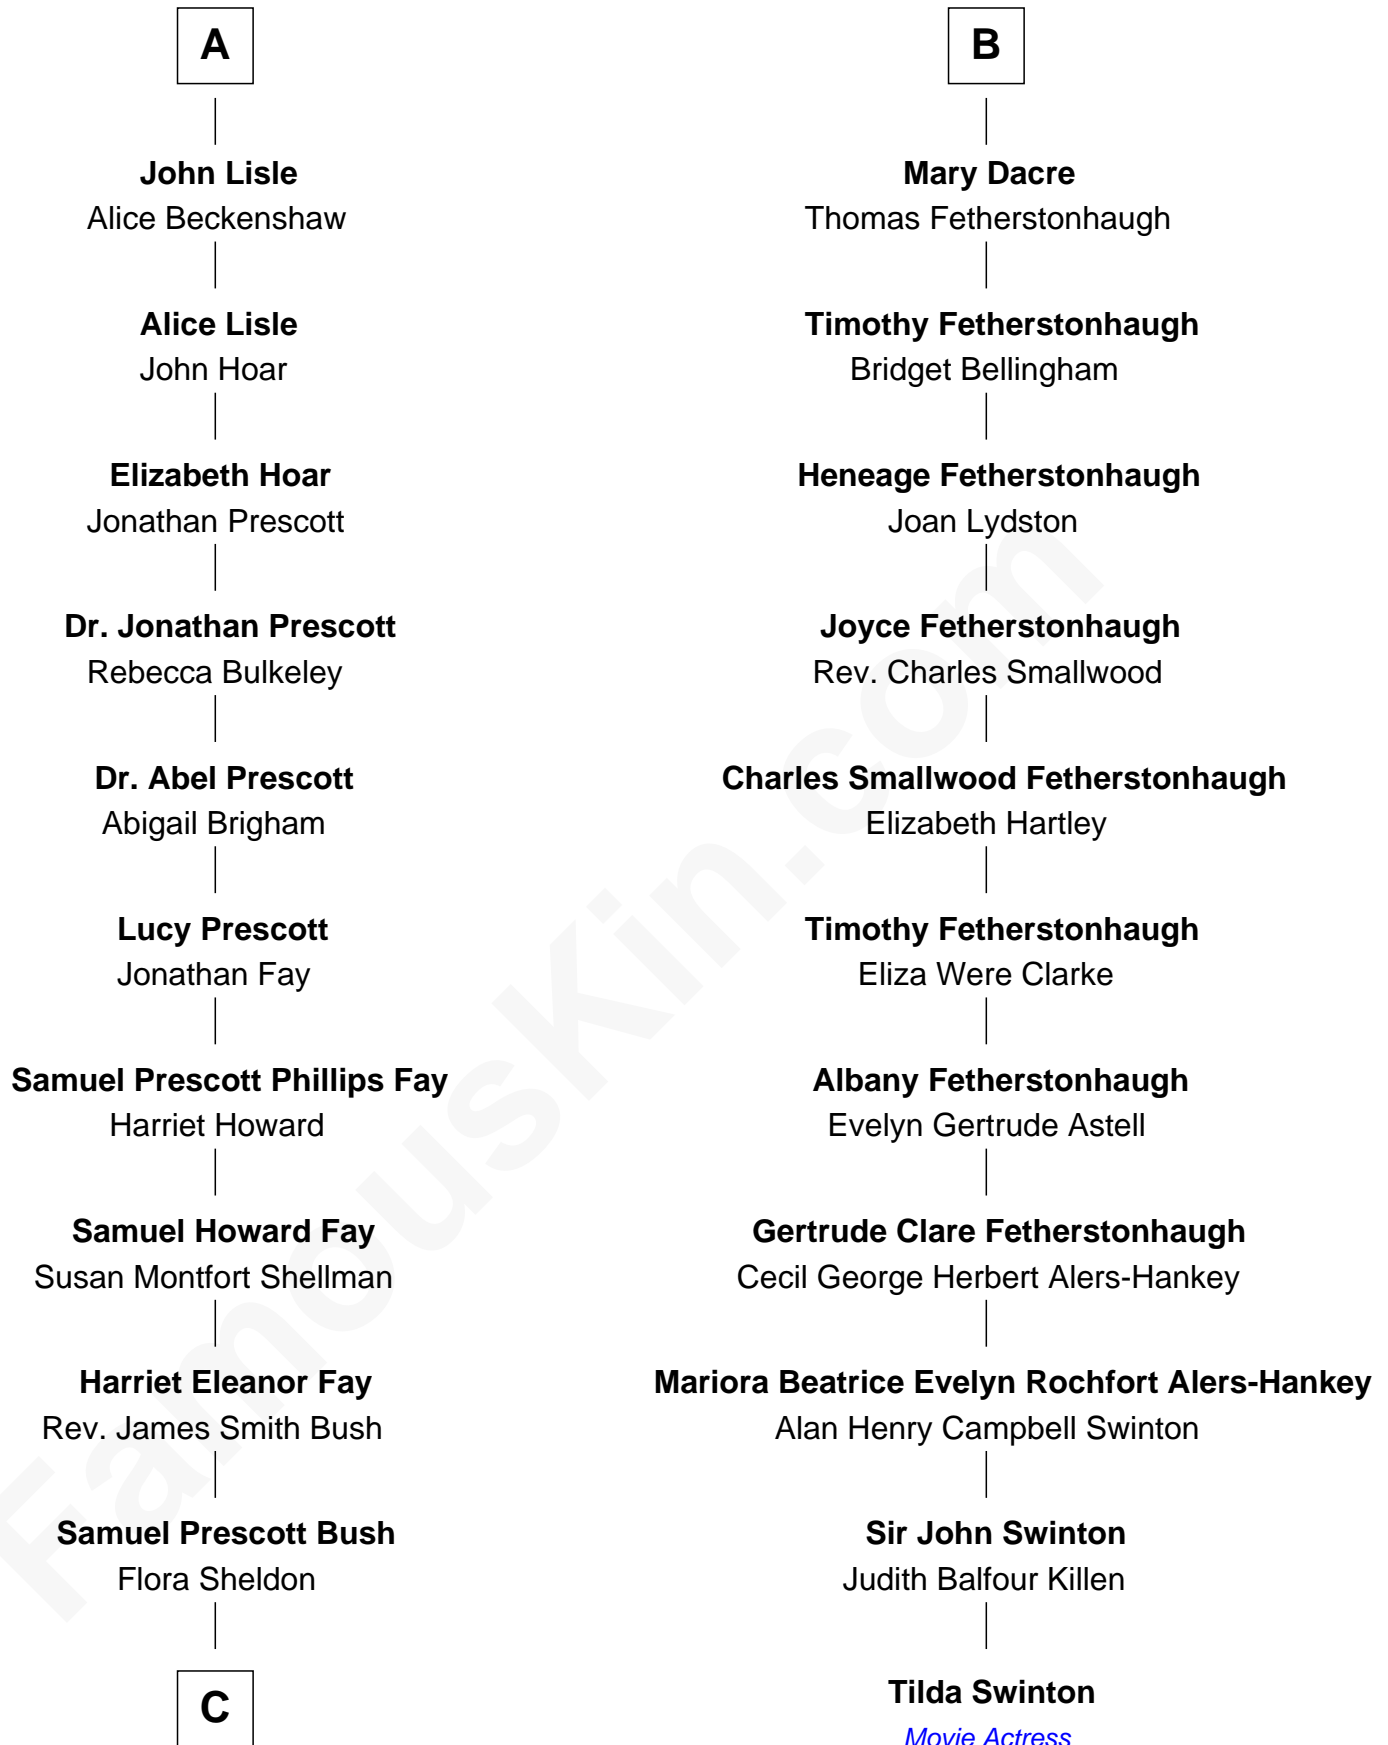 A
John Lisle
Alice Beckenshaw
Alice Lisle
John Hoar
Elizabeth Hoar
Jonathan Prescott
Dr. Jonathan Prescott
Rebecca Bulkeley
Dr. Abel Prescott
Abigail Brigham
Lucy Prescott
Jonathan Fay
Samuel Prescott Phillips Fay
Harriet Howard
Samuel Howard Fay
Susan Montfort Shellman
Harriet Eleanor Fay
Rev. James Smith Bush
Samuel Prescott Bush
Flora Sheldon
C
B
Mary Dacre
Thomas Fetherstonhaugh
Timothy Fetherstonhaugh
Bridget Bellingham
Heneage Fetherstonhaugh
Joan Lydston
Joyce Fetherstonhaugh
Rev. Charles Smallwood
Charles Smallwood Fetherstonhaugh
Elizabeth Hartley
Timothy Fetherstonhaugh
Eliza Were Clarke
Albany Fetherstonhaugh
Evelyn Gertrude Astell
Gertrude Clare Fetherstonhaugh
Cecil George Herbert Alers-Hankey
Mariora Beatrice Evelyn Rochfort Alers-Hankey
Alan Henry Campbell Swinton
Sir John Swinton
Judith Balfour Killen
Tilda Swinton
Movie Actress
FamousKin.com